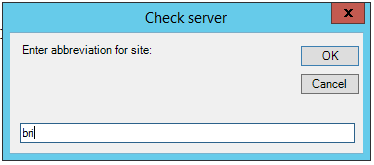 Check server
Enter abbreviation for site:
OK
Cancel
bri